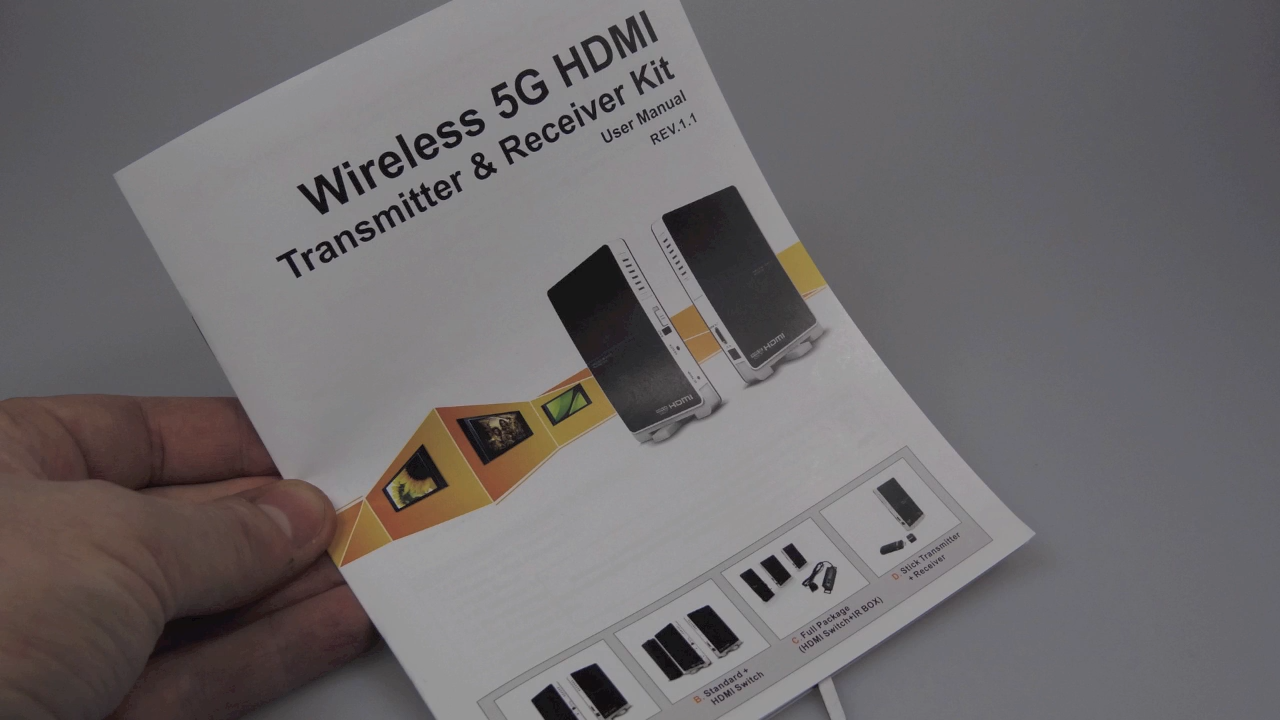 Wireless 5G HDMI
Transmitter & Receiver Kit
User Manual
REV.1.1
HDMI
HDMI
B. Standard +
HDMI Switch
C. Full Package
(HDMI Switch+IR BOX)
D. Stick Transmitter
+ Receiver